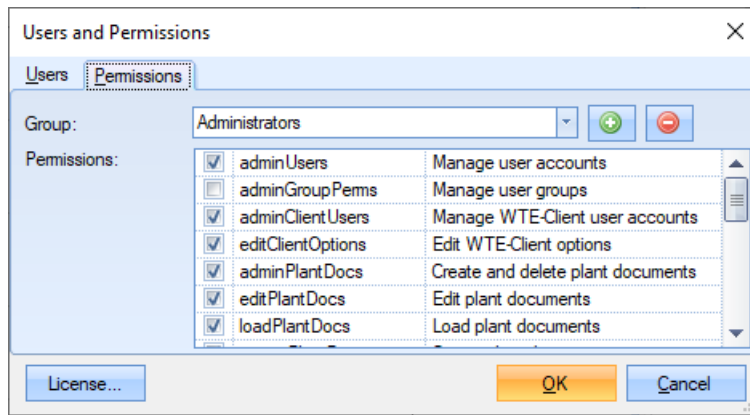 Users and Permissions
Users Permissions
Group: Administrators
Permissions: adminUsers Manage user accounts
adminGroupPerms Manage user groups
adminClientUsers Manage WTE-Client user accounts
editClientOptions Edit WTE-Client options
adminPlantDocs Create and delete plant documents
editPlantDocs Edit plant documents
loadPlantDocs Load plant documents
License... OK Cancel